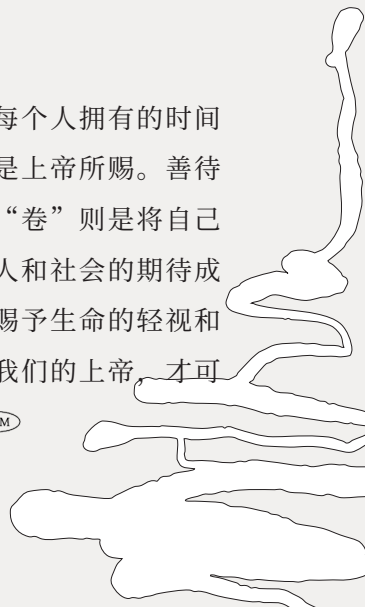 每个人拥有的时间
是上帝所赐。善待
“卷”则是将自己
人和社会的期待成
赐予生命的轻视和
我们的上帝，才可
M